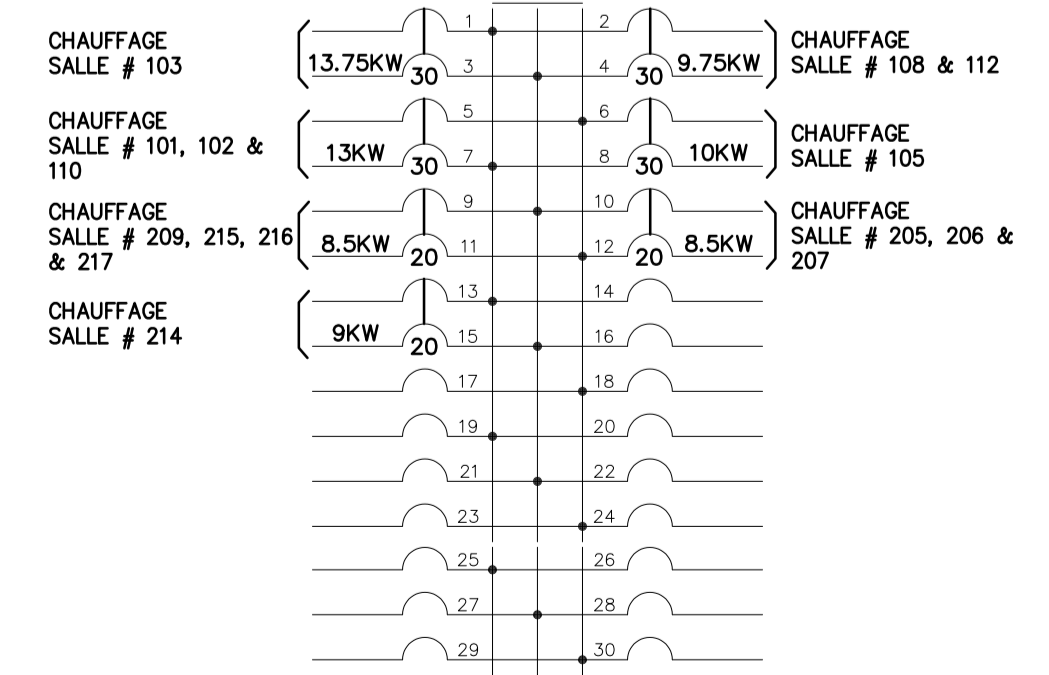 CHAUFFAGE
SALLE # 103
13.75KW
30
1
3
2
4
30
9.75KW
CHAUFFAGE
SALLE # 108 & 112
CHAUFFAGE
SALLE # 101, 102 &
110
13KW
30
5
7
6
8
30
10KW
CHAUFFAGE
SALLE # 105
CHAUFFAGE
SALLE # 209, 215, 216
& 217
8.5KW
20
9
11
10
12
20
8.5KW
CHAUFFAGE
SALLE # 205, 206 &
207
CHAUFFAGE
SALLE # 214
9KW
20
13
15
14
16
17
18
19
20
21
22
23
24
25
26
27
28
29
30